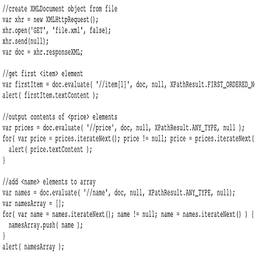 //create XMLDocument object from file
var xhr = new XMLHttpRequest();
xhr.open('GET', 'file.xml', false);
xhr.send(null);
var doc = xhr.responseXML;
//get first <item> element
var firstItem = doc.evaluate( '//item[1]', doc, null, XPathResult.FIRST_ORDERED_N
alert( firstItem.textContent );
//output contents of <price> elements
var prices = doc.evaluate( '//price', doc, null, XPathResult.ANY_TYPE, null );
for( var price = prices.iterateNext(); price != null; price = prices.iterateNext(
alert( price.textContent );
}
//add <name> elements to array
var names = doc.evaluate( '//name', doc, null, XPathResult.ANY_TYPE, null);
var namesArray = [];
for( var name = names.iterateNext(); name != null; name = names.iterateNext() ) {
namesArray.push( name );
}
alert( namesArray );